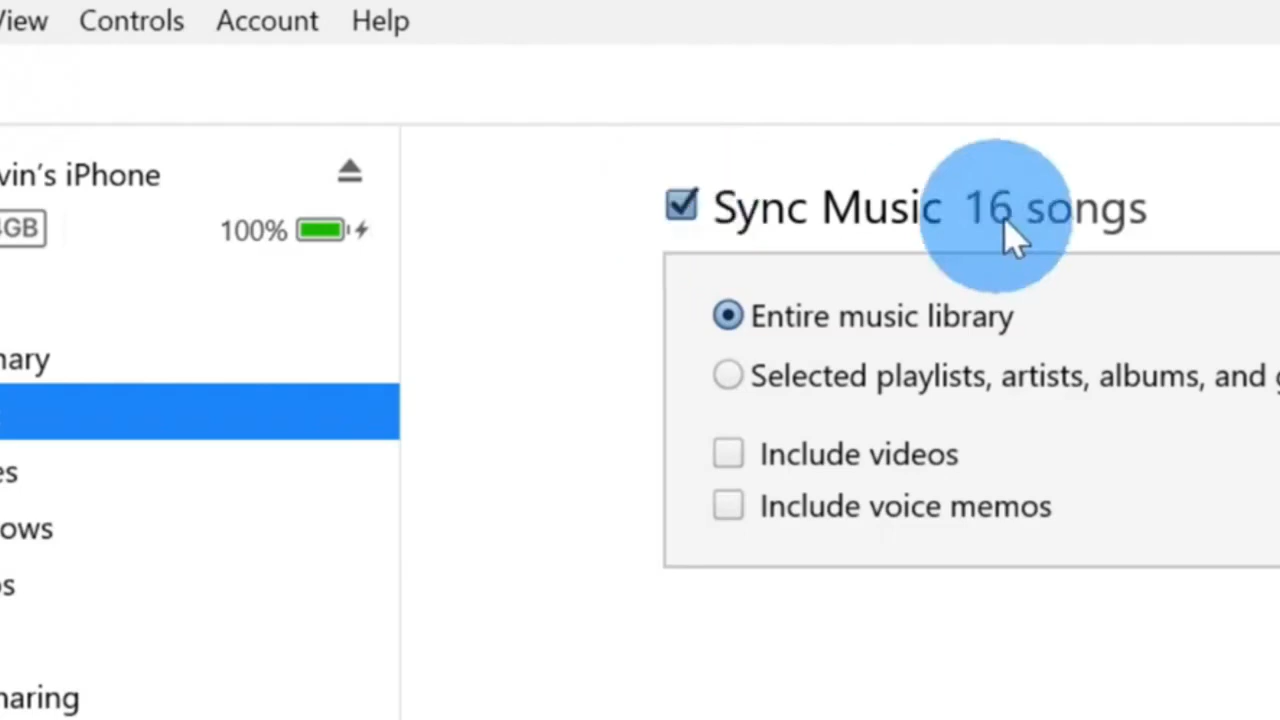 View Controls Account Help
vin's iPhone
4GB
100%
Sync Music 16 songs
Entire music library
Selected playlists, artists, albums, and g
Include videos
Include voice memos
nary
es
ows
os
haring